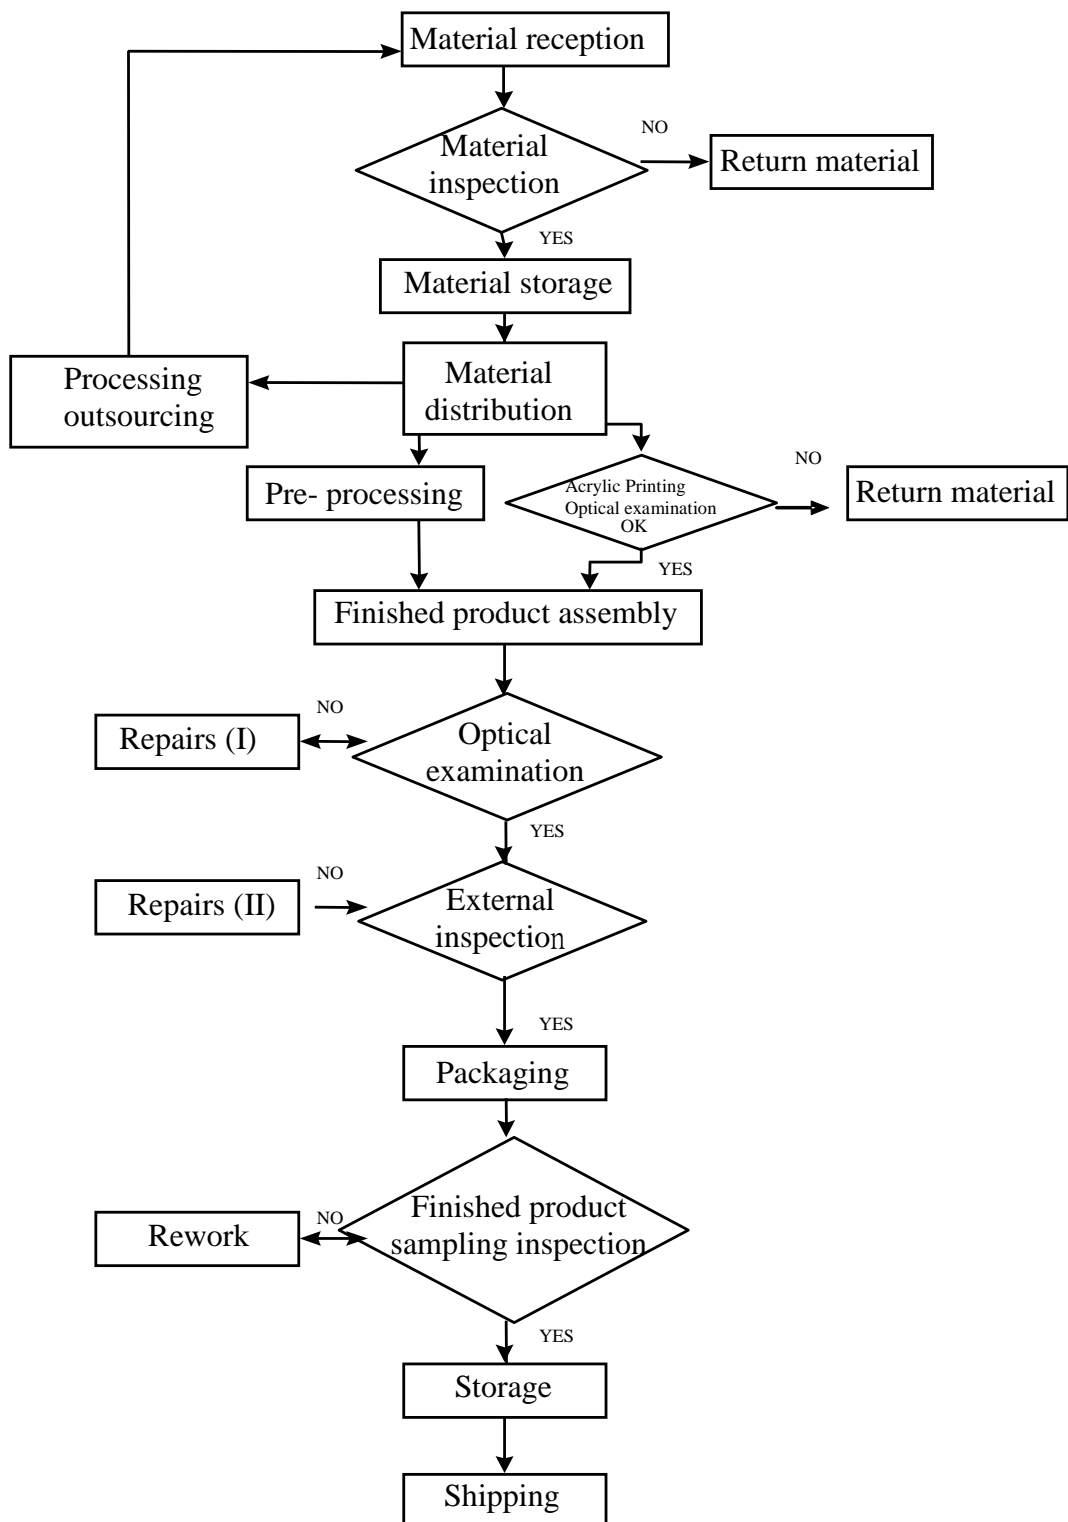 Material reception
Material
inspection
NO
Return material
YES
Material storage
Material
distribution
Processing
outsourcing
Pre- processing
Acrylic Printing
Optical examination
OK
NO
Return material
YES
Finished product assembly
Optical
examination
NO
Repairs (I)
YES
External
inspection
NO
Repairs (II)
YES
Packaging
Finished product
sampling inspection
NO
Rework
YES
Storage
Shipping